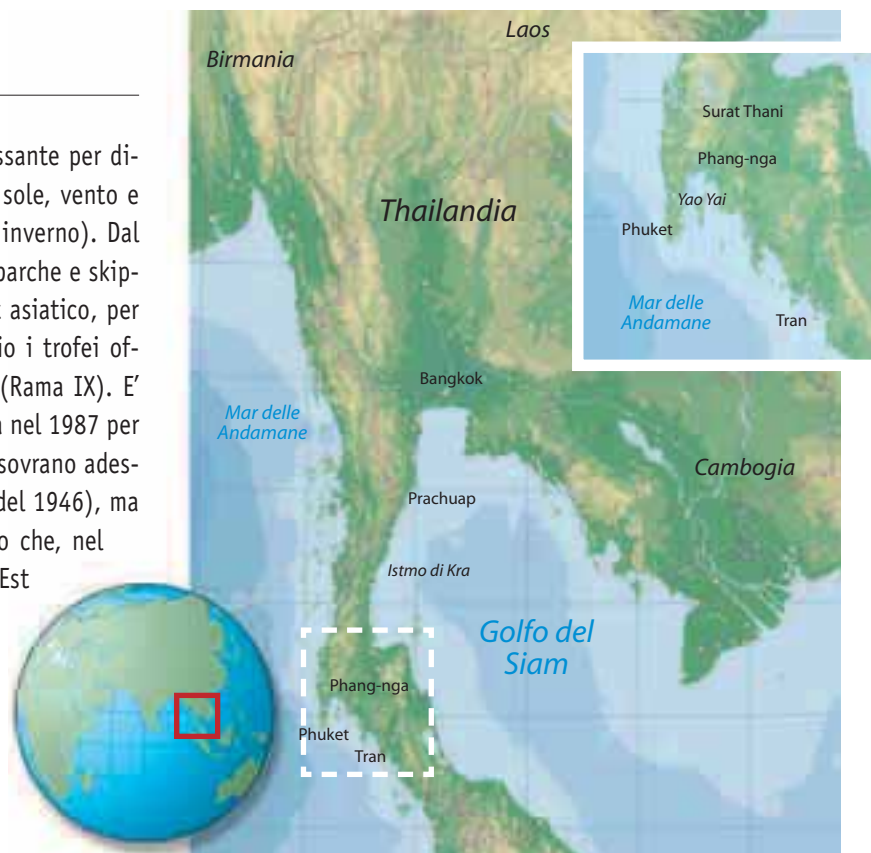 ssante per di-
sole, vento e
inverno). Dal
barche e skip-
t asiatico, per
io i trofei of-
(Rama IX). E'
a nel 1987 per
sovrano ades-
del 1946), ma
o che, nel
Est
Laos
Birmania
Thailandia
Bangkok
Mar delle
Andamane
Cambogia
Prachuap
Istmo di Kra
Golfo del
Siam
Phang-nga
Phuket
Tran
Surat Thani
Phang-nga
Yao Yai
Phuket
Mar delle
Andamane
Tran